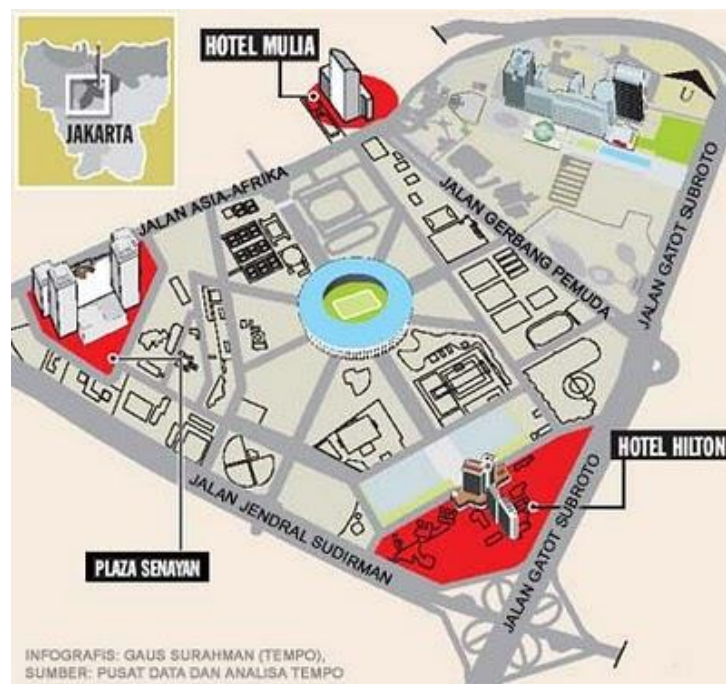 HOTEL MULIA
JAKARTA
U
JALAN ASIA-AFRIKA
JALAN GERBANG PEMUDA
JALAN GATOT SUBROTO
HOTEL HILTON
JALAN GATOT SUBROTO
JALAN JENDRAL SUDIRMAN
PLAZA SENAYAN
INFOGRAFIS: GAUS SURAHMAN (TEMPO),
SUMBER: PUSAT DATA DAN ANALISA TEMPO